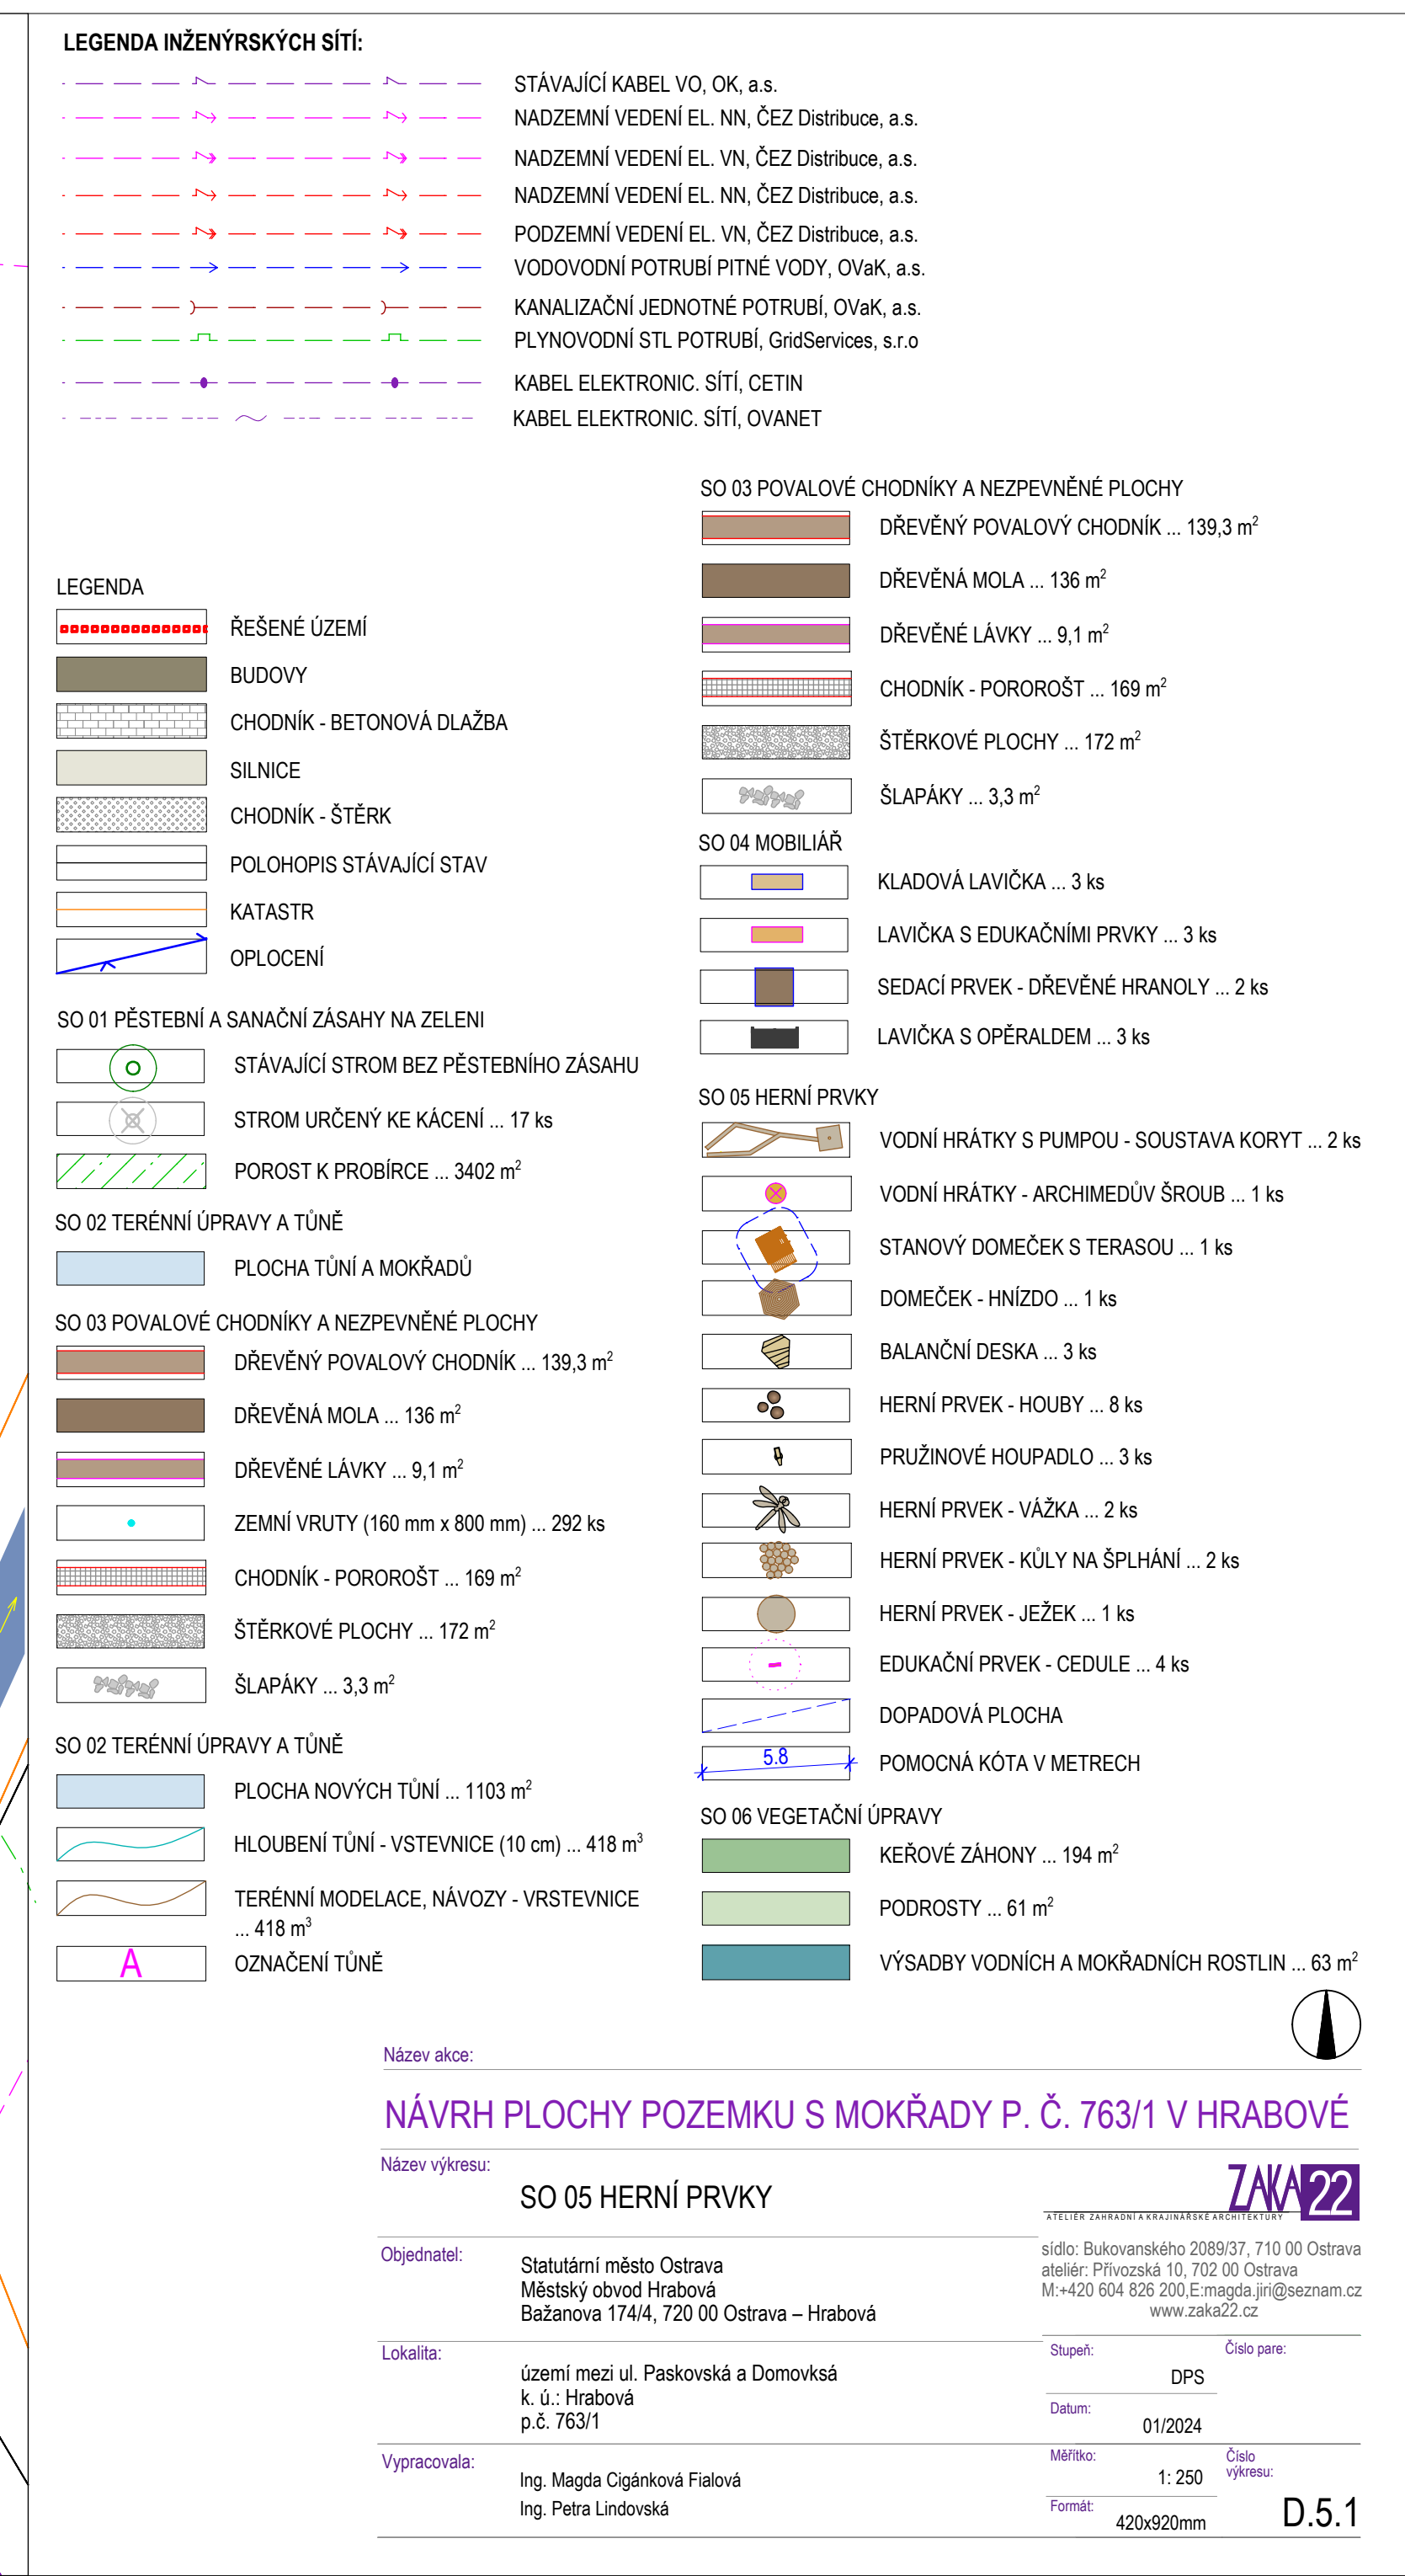 LEGENDA INŽENÝRSKÝCH SÍTÍ:
STÁVAJÍCÍ KABEL VO, OK, a.s.
NADZEMNÍ VEDENÍ EL. NN, ČEZ Distribuce, a.s.
NADZEMNÍ VEDENÍ EL. VN, ČEZ Distribuce, a.s.
NADZEMNÍ VEDENÍ EL. NN, ČEZ Distribuce, a.s.
PODZEMNÍ VEDENÍ EL. VN, ČEZ Distribuce, a.s.
VODOVODNÍ POTRUBÍ PITNÉ VODY, OVaK, a.s.
KANALIZAČNÍ JEDNOTNÉ POTRUBÍ, OVaK, a.s.
PLYNOVODNÍ STL POTRUBÍ, GridServices, s.r.o
KABEL ELEKTRONIC. SÍTÍ, CETIN
KABEL ELEKTRONIC. SÍTÍ, OVANET
LEGENDA
ŘEŠENÉ ÚZEMÍ
BUDOVY
CHODNÍK - BETONOVÁ DLAŽBA
SILNICE
CHODNÍK - ŠTĚRK
POLOHOPIS STÁVAJÍCÍ STAV
KATASTR
OPLOCENÍ
SO 01 PĚSTEBNÍ A SANAČNÍ ZÁSAHY NA ZELENI
STÁVAJÍCÍ STROM BEZ PĚSTEBNÍHO ZÁSAHU
STROM URČENÝ KE KÁCENÍ ... 17 ks
POROST K PROBÍRCE ... 3402 m²
SO 02 TERÉNNÍ ÚPRAVY A TŮNĚ
PLOCHA TŮNÍ A MOKŘADŮ
SO 03 POVALOVÉ CHODNÍKY A NEZPEVNĚNÉ PLOCHY
DŘEVĚNÝ POVALOVÝ CHODNÍK ... 139,3 m²
DŘEVĚNÁ MOLA ... 136 m²
DŘEVĚNÉ LÁVKY ... 9,1 m²
ZEMNÍ VRUTY (160 mm x 800 mm) ... 292 ks
CHODNÍK - POROROŠT ... 169 m²
ŠTĚRKOVÉ PLOCHY ... 172 m²
ŠLAPÁKY ... 3,3 m²
SO 02 TERÉNNÍ ÚPRAVY A TŮNĚ
PLOCHA NOVÝCH TŮNÍ ... 1103 m²
HLOUBENÍ TŮNÍ - VSTEVNICE (10 cm) ... 418 m³
TERÉNNÍ MODELACE, NÁVOZY - VRSTEVNICE
... 418 m³
A OZNAČENÍ TŮNĚ
SO 03 POVALOVÉ CHODNÍKY A NEZPEVNĚNÉ PLOCHY
DŘEVĚNÝ POVALOVÝ CHODNÍK ... 139,3 m²
DŘEVĚNÁ MOLA ... 136 m²
DŘEVĚNÉ LÁVKY ... 9,1 m²
CHODNÍK - POROROŠT ... 169 m²
ŠTĚRKOVÉ PLOCHY ... 172 m²
ŠLAPÁKY ... 3,3 m²
SO 04 MOBILIÁŘ
KLADOVÁ LAVIČKA ... 3 ks
LAVIČKA S EDUKAČNÍMI PRVKY ... 3 ks
SEDACÍ PRVEK - DŘEVĚNÉ HRANOLY ... 2 ks
LAVIČKA S OPĚRALDEM ... 3 ks
SO 05 HERNÍ PRVKY
VODNÍ HRÁTKY S PUMPOU - SOUSTAVA KORYT ... 2 ks
VODNÍ HRÁTKY - ARCHIMEDŮV ŠROUB ... 1 ks
STANOVÝ DOMEČEK S TERASOU ... 1 ks
DOMEČEK - HNÍZDO ... 1 ks
BALANČNÍ DESKA ... 3 ks
HERNÍ PRVEK - HOUBY ... 8 ks
PRUŽINOVÉ HOUPADLO ... 3 ks
HERNÍ PRVEK - VÁŽKA ... 2 ks
HERNÍ PRVEK - KŮLY NA ŠPLHÁNÍ ... 2 ks
HERNÍ PRVEK - JEŽEK ... 1 ks
EDUKAČNÍ PRVEK - CEDULE ... 4 ks
DOPADOVÁ PLOCHA
5.8 POMOCNÁ KÓTA V METRECH
SO 06 VEGETAČNÍ ÚPRAVY
KEŘOVÉ ZÁHONY ... 194 m²
PODROSTY ... 61 m²
VÝSADBY VODNÍCH A MOKŘADNÍCH ROSTLIN ... 63 m²
Název akce:
NÁVRH PLOCHY POZEMKU S MOKŘADY P. Č. 763/1 V HRABOVÉ
Název výkresu:
SO 05 HERNÍ PRVKY
ZAKA 22
ATELIÉR ZAHRADNÍ A KRAJINÁŘSKÉ ARCHITEKTURY
sídlo: Bukovanského 2089/37, 710 00 Ostrava
ateliér: Přívozská 10, 702 00 Ostrava
M:+420 604 826 200,E:magda.jiri@seznam.cz
www.zaka22.cz
Objednatel:
Statutární město Ostrava
Městský obvod Hrabová
Bažanova 174/4, 720 00 Ostrava – Hrabová
Lokalita:
území mezi ul. Paskovská a Domovksá
k. ú.: Hrabová
p.č. 763/1
Stupeň:
DPS
Číslo pare:
Datum:
01/2024
Vypracovala:
Ing. Magda Cigánková Fialová
Ing. Petra Lindovská
Měřítko:
1: 250
Číslo
výkresu:
Formát:
420x920mm
D.5.1